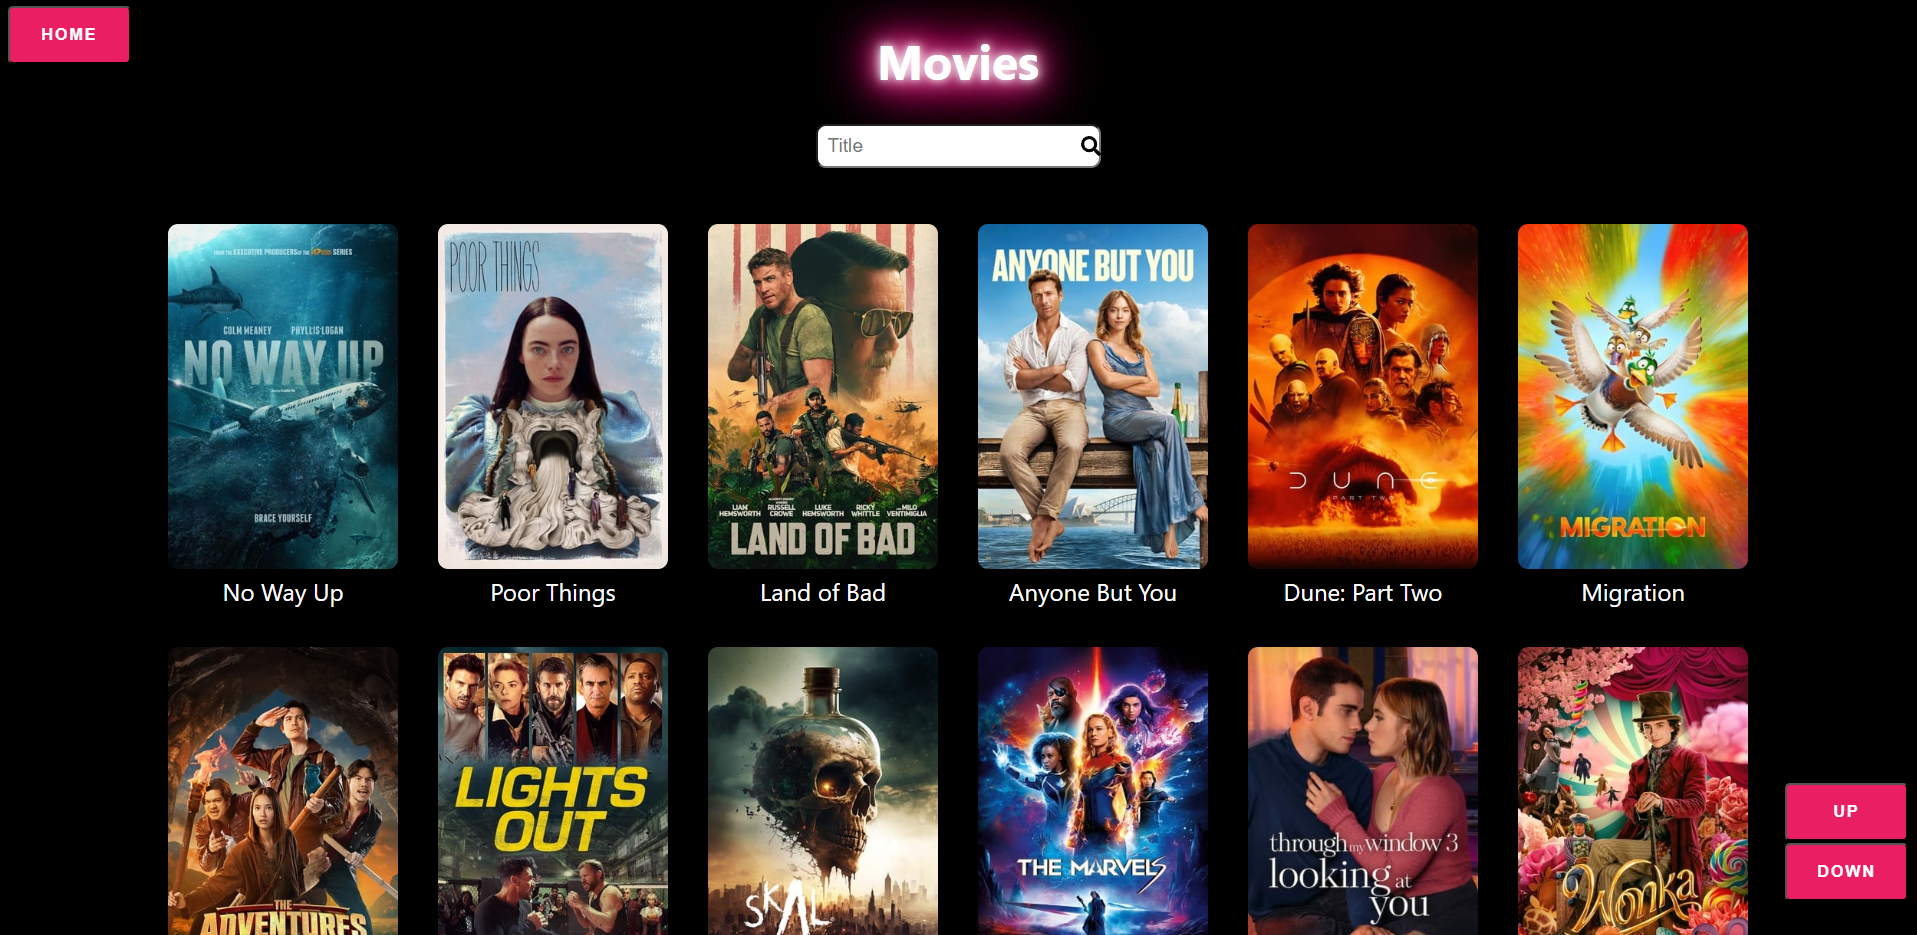 HOME
Movies
Title
FROM THE EXECUTIVE PRODUCERS OF THE SERIES
COLM MEANEY PHYLLIS LOGAN
NO WAY UP
BRACE YOURSELF
No Way Up
POOR THINGS
Poor Things
LIAM HEMSWORTH RUSSELL CROWE LUKE HEMSWORTH RICKY WHITTLE AND MILO VENTIMIGLIA
LAND OF BAD
Land of Bad
ANYONE BUT YOU
Anyone But You
DUNE
PART TWO
Dune: Part Two
MIGRATION
Migration
THE
ADVENTURES
LIGHTS
OUT
SKAL
THE MARVELS
through my window 3
looking at
you
Wonka
UP
DOWN